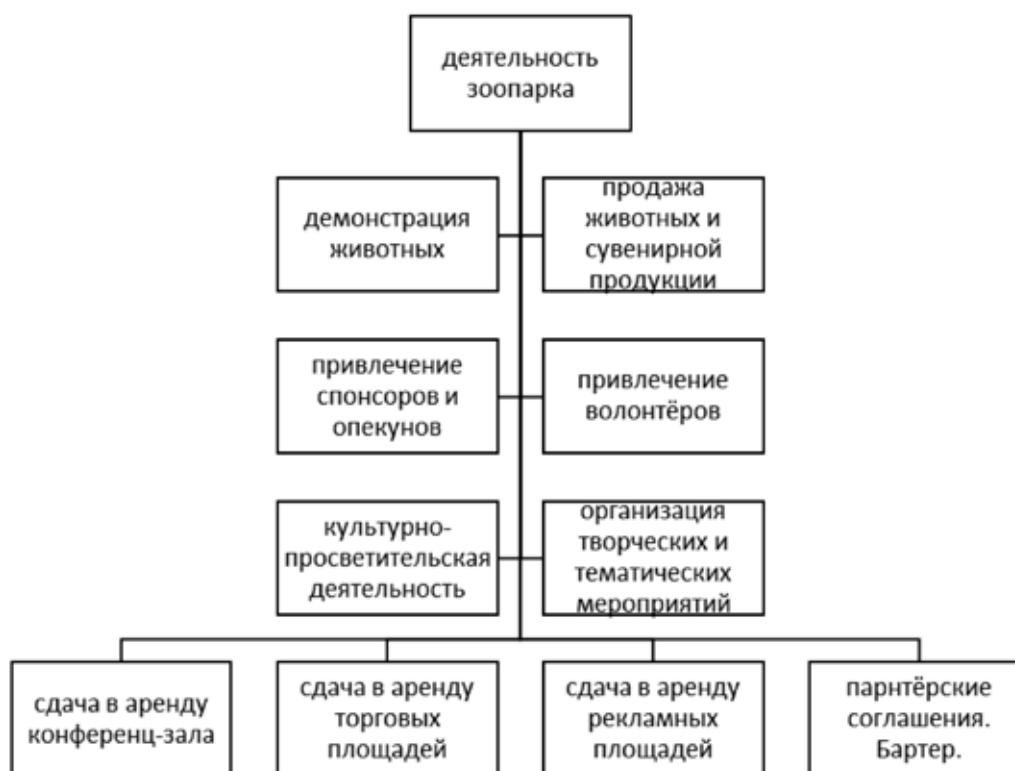 деятельность
зоопарка
демонстрация
животных
продажа
животных и
сувенирной
продукции
привлечение
спонсоров и
опекунов
привлечение
волонтёров
культурно-
просветительская
деятельность
организация
творческих и
тематических
мероприятий
сдача в аренду
конференц-зала
сдача в аренду
торговых
площадей
сдача в аренду
рекламных
площадей
парнтёрские
соглашения.
Бартер.